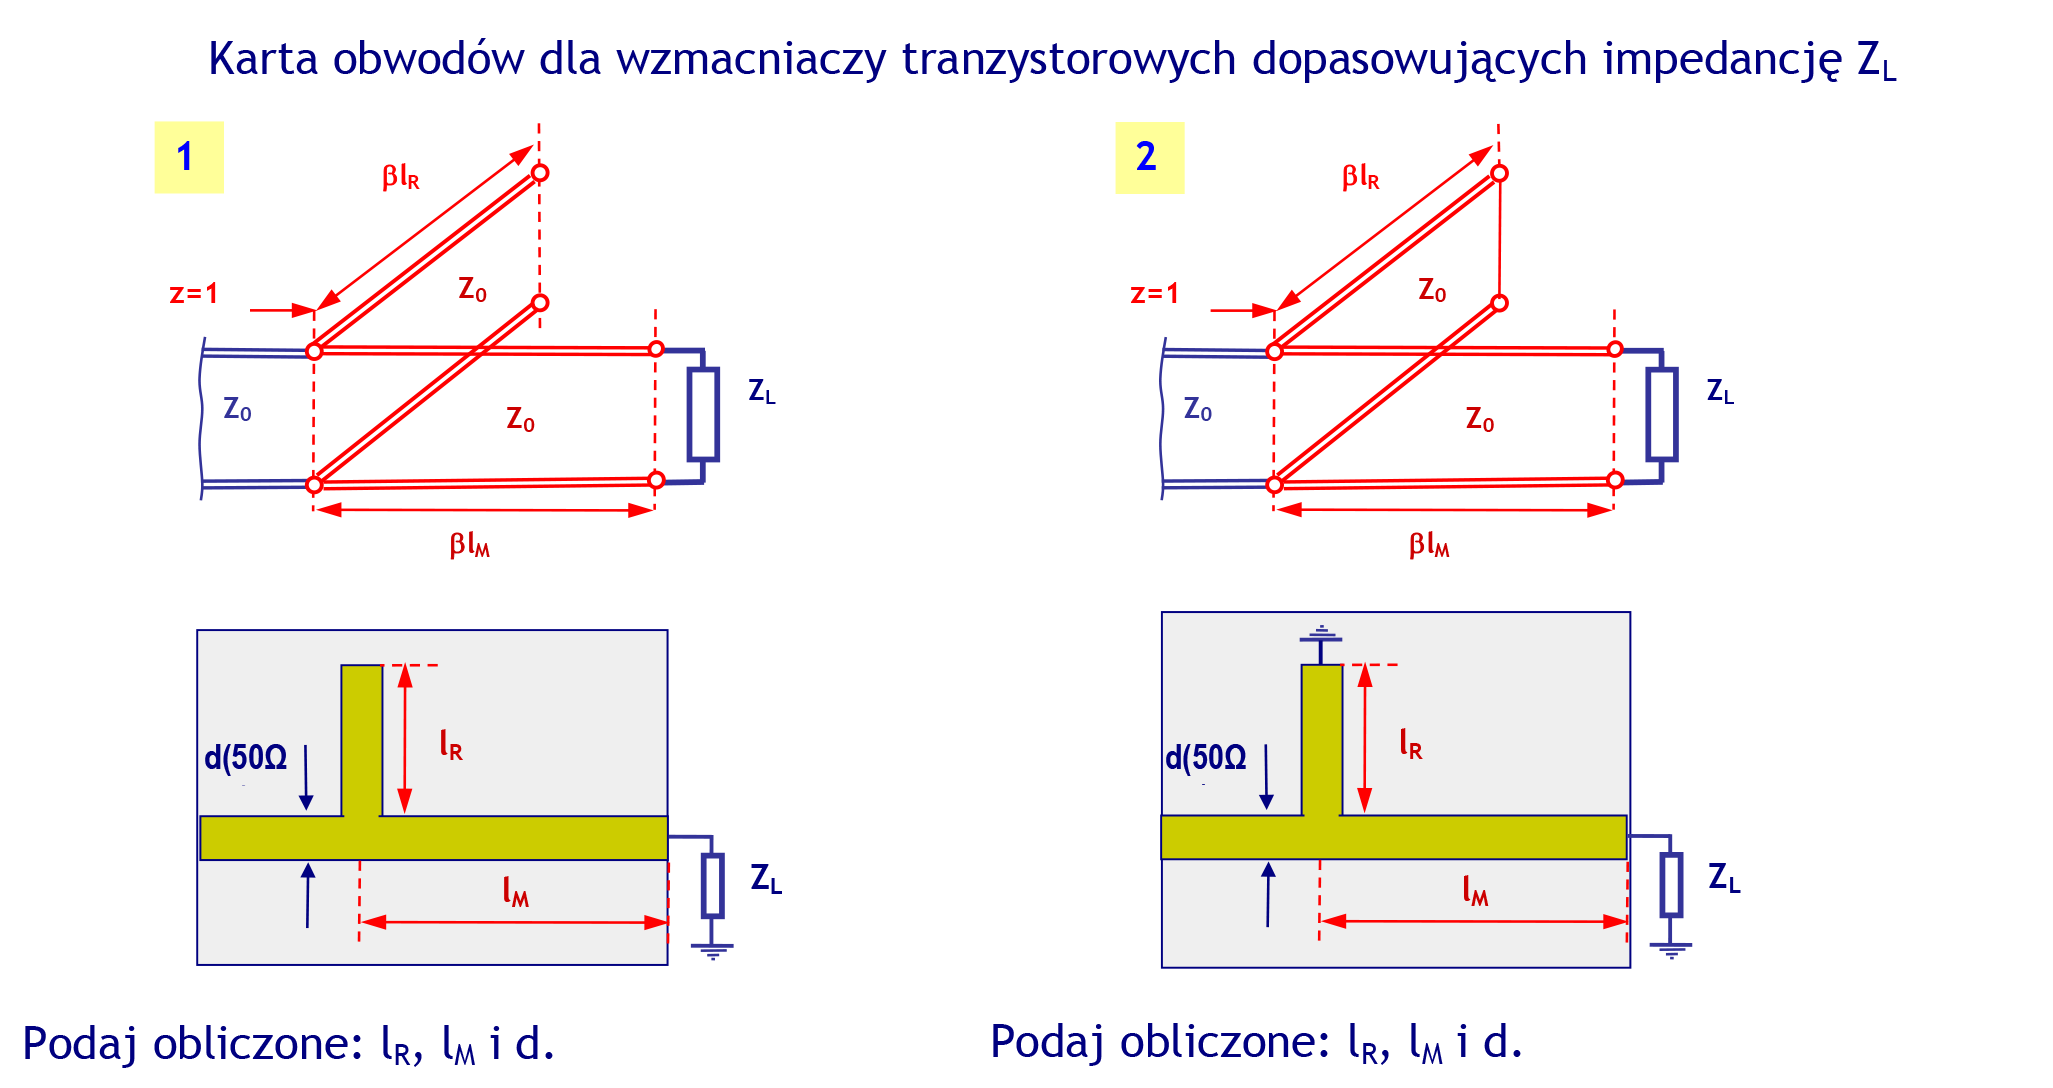 Karta obwodów dla wzmacniaczy tranzystorowych dopasowujących impedancję ZL
1
βlR
z=1
Z0
Z0
Z0
ZL
βlM
2
βlR
z=1
Z0
Z0
Z0
ZL
βlM
d(50Ω
lR
lM
ZL
d(50Ω
lR
lM
ZL
Podaj obliczone: lR, lM i d.
Podaj obliczone: lR, lM i d.